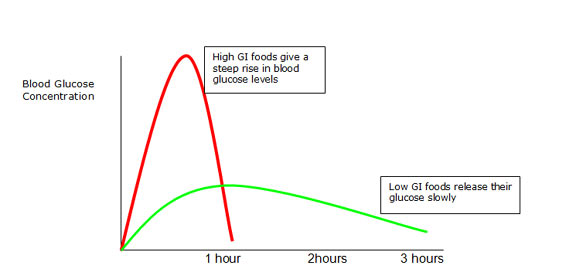 High GI foods give a
steep rise in blood
glucose levels
Blood Glucose
Concentration
Low GI foods release their
glucose slowly
1 hour
2hours
3 hours